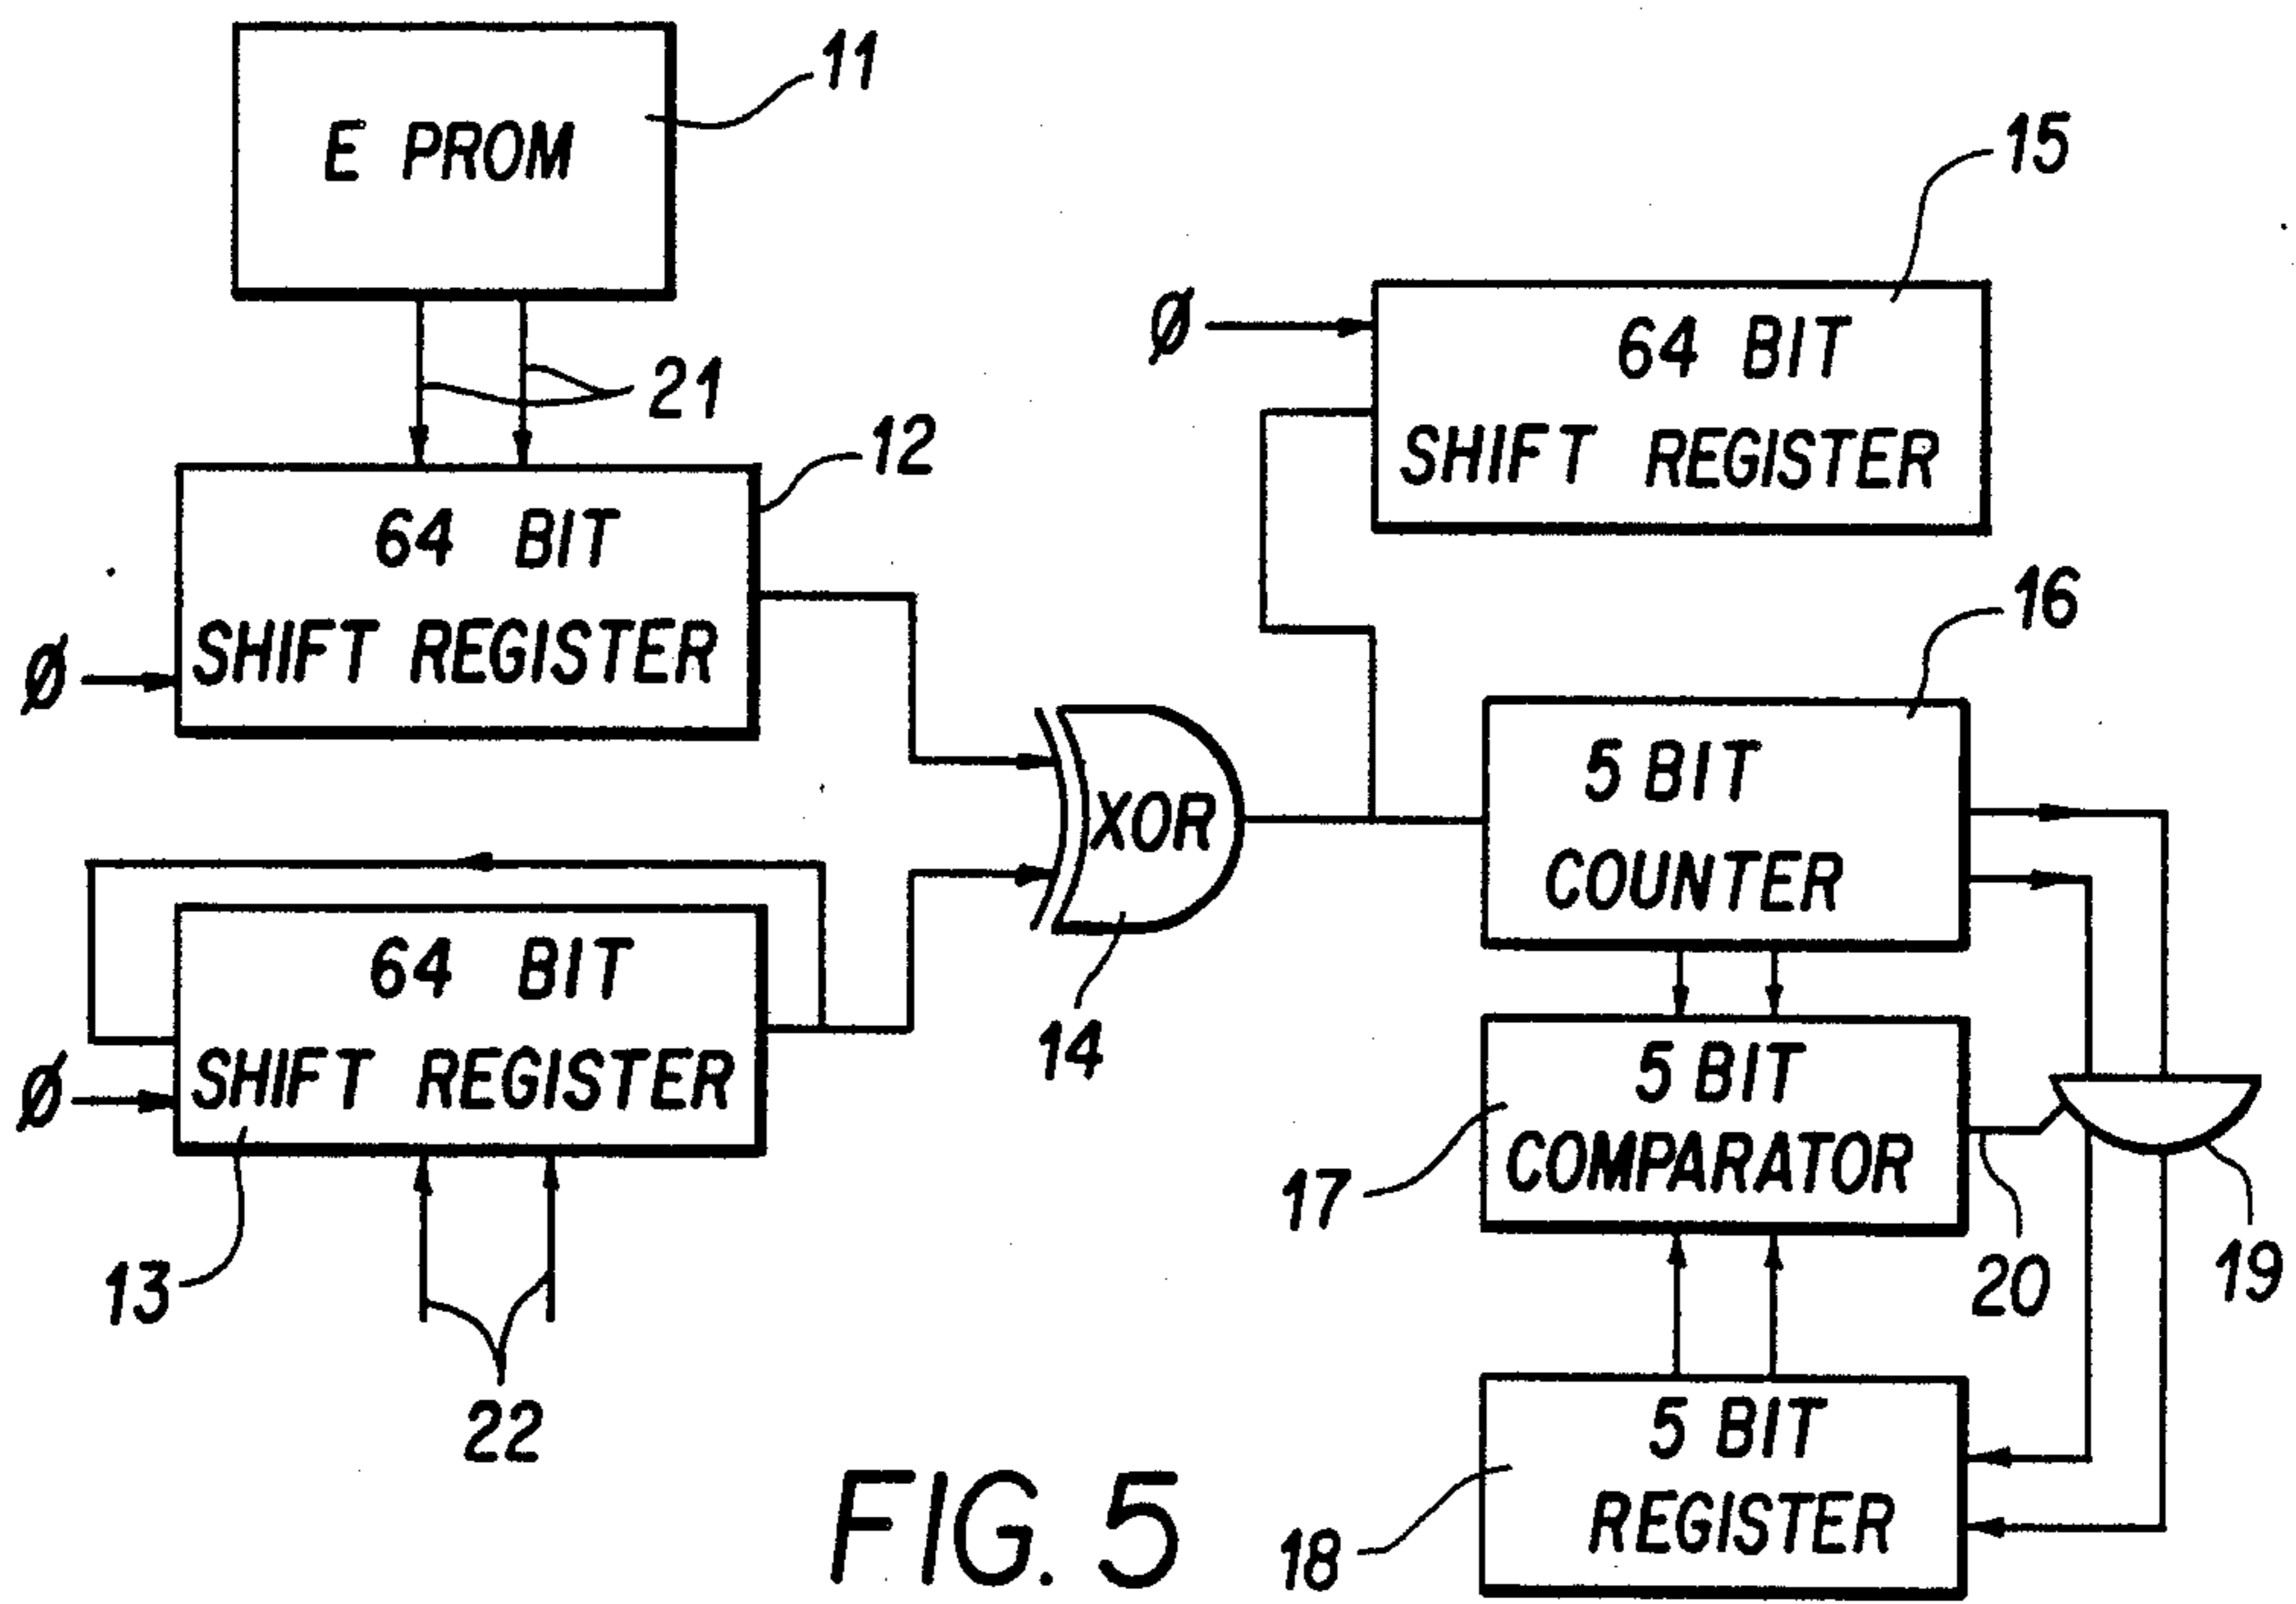 E PROM
11
21
12
64 BIT
SHIFT REGISTER
Ø
15
Ø
64 BIT
SHIFT REGISTER
16
5 BIT
COUNTER
XOR
14
64 BIT
SHIFT REGISTER
Ø
13
22
5 BIT
COMPARATOR
17
20
19
5 BIT
REGISTER
18
FIG. 5